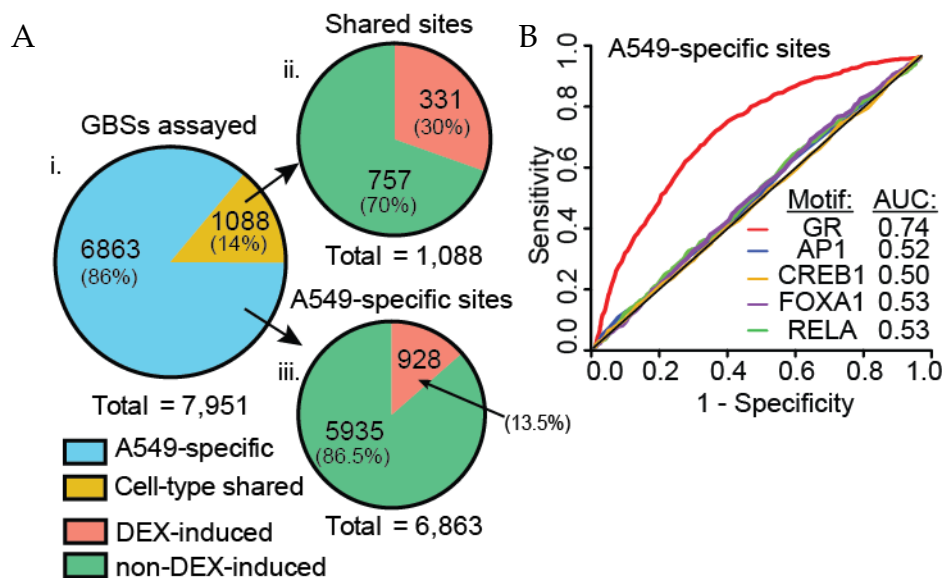 A
Shared sites
ii.
331
(30%)
757
(70%)
Total = 1,088
GBSs assayed
i.
6863
(86%)
1088
(14%)
Total = 7,951
A549-specific sites
iii.
928
(13.5%)
5935
(86.5%)
Total = 6,863
A549-specific
Cell-type shared
DEX-induced
non-DEX-induced
B
A549-specific sites
Sensitivity
1.0
0.8
0.6
0.4
0.2
0.0
Motif: AUC:
GR 0.74
AP1 0.52
CREB1 0.50
FOXA1 0.53
RELA 0.53
0.0 0.2 0.4 0.6 0.8 1.0
1 - Specificity